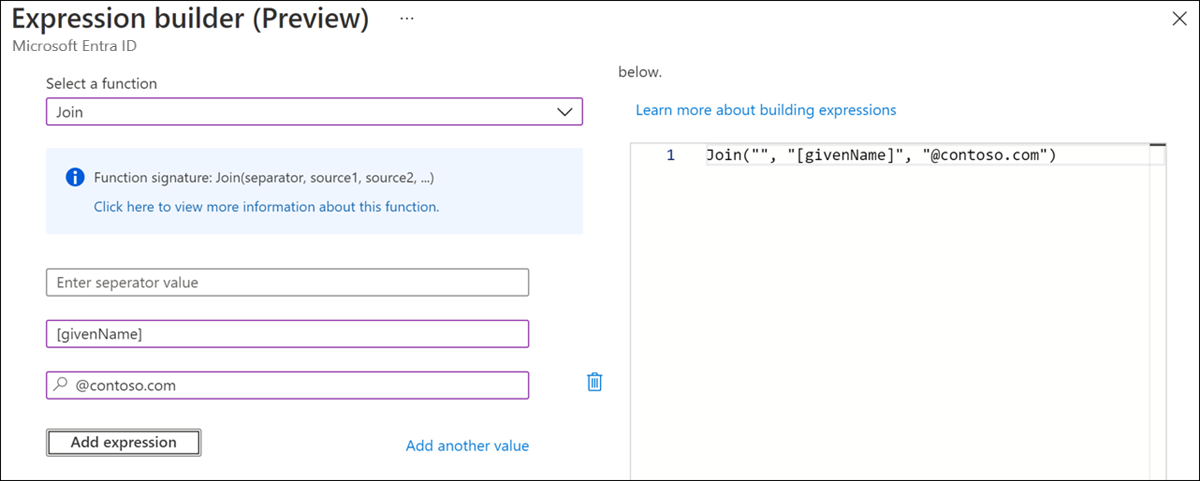 Expression builder (Preview) ...
Microsoft Entra ID
Select a function
Join
Function signature: Join(separator, source1, source2, ...)
Click here to view more information about this function.
Enter seperator value
[givenName]
@contoso.com
Add expression
Add another value
below.
Learn more about building expressions
1 Join("", "[givenName]", "@contoso.com")